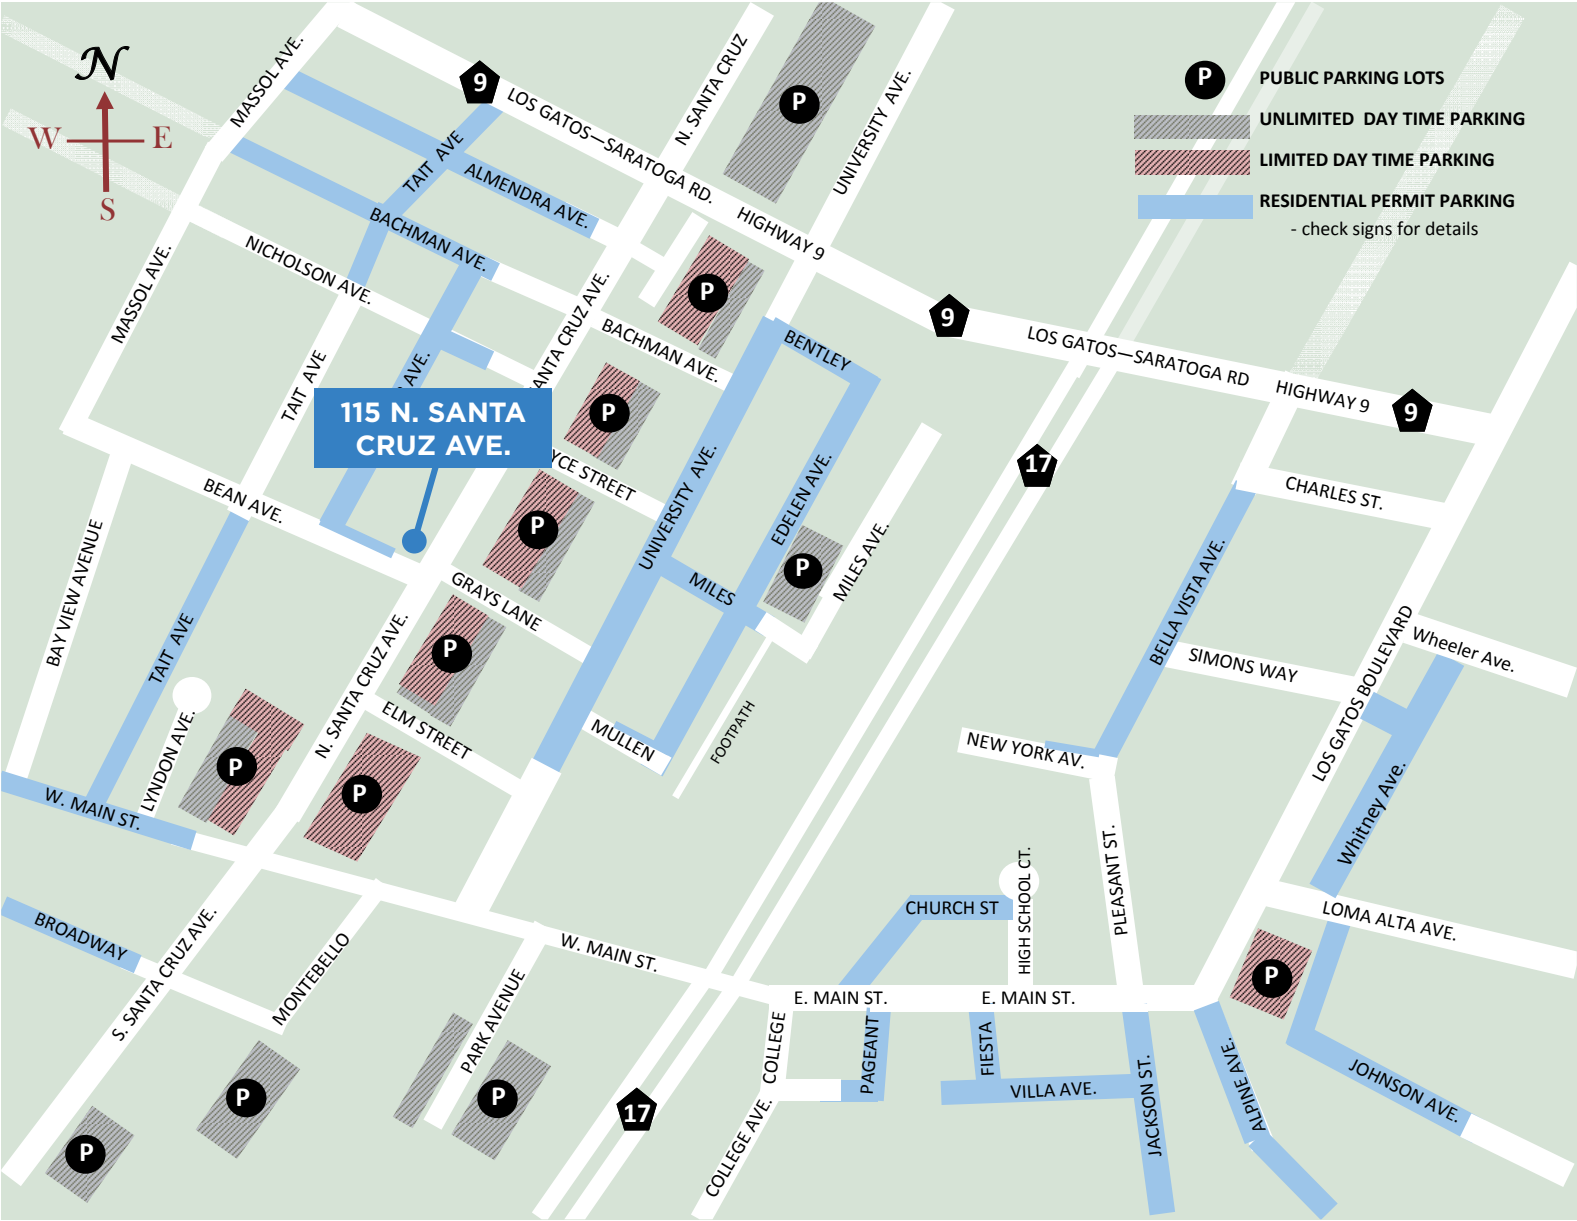 N
W
E
S
P
PUBLIC PARKING LOTS
UNLIMITED DAY TIME PARKING
LIMITED DAY TIME PARKING
RESIDENTIAL PERMIT PARKING
- check signs for details
MASSOL AVE.
9
LOS GATOS—SARATOGA RD.
N. SANTA CRUZ
P
UNIVERSITY AVE.
TAIT AVE
ALMENDRA AVE.
HIGHWAY 9
BACHMAN AVE.
NICHOLSON AVE.
MASSOL AVE.
P
9
LOS GATOS—SARATOGA RD
HIGHWAY 9
9
SANTA CRUZ AVE.
BACHMAN AVE.
BENTLEY
TAIT AVE
AVE.
115 N. SANTA
CRUZ AVE.
P
YCE STREET
17
UNIVERSITY AVE.
EDELEN AVE.
CHARLES ST.
BEAN AVE.
P
P
MILES AVE.
MILES
BAY VIEW AVENUE
GRAYS LANE
BELLA VISTA AVE.
TAIT AVE
N. SANTA CRUZ AVE.
P
SIMONS WAY
LOS GATOS BOULEVARD
Wheeler Ave.
ELM STREET
MULLEN
FOOTPATH
NEW YORK AV.
LYNDON AVE.
P
P
W. MAIN ST.
Whitney Ave.
PLEASANT ST.
HIGH SCHOOL CT.
CHURCH ST
LOMA ALTA AVE.
BROADWAY
S. SANTA CRUZ AVE.
MONTEBELLO
W. MAIN ST.
P
E. MAIN ST.
E. MAIN ST.
PARK AVENUE
COLLEGE
PAGEANT
FIESTA
VILLA AVE.
JACKSON ST.
ALPINE AVE.
JOHNSON AVE.
P
P
17
P
COLLEGE AVE.